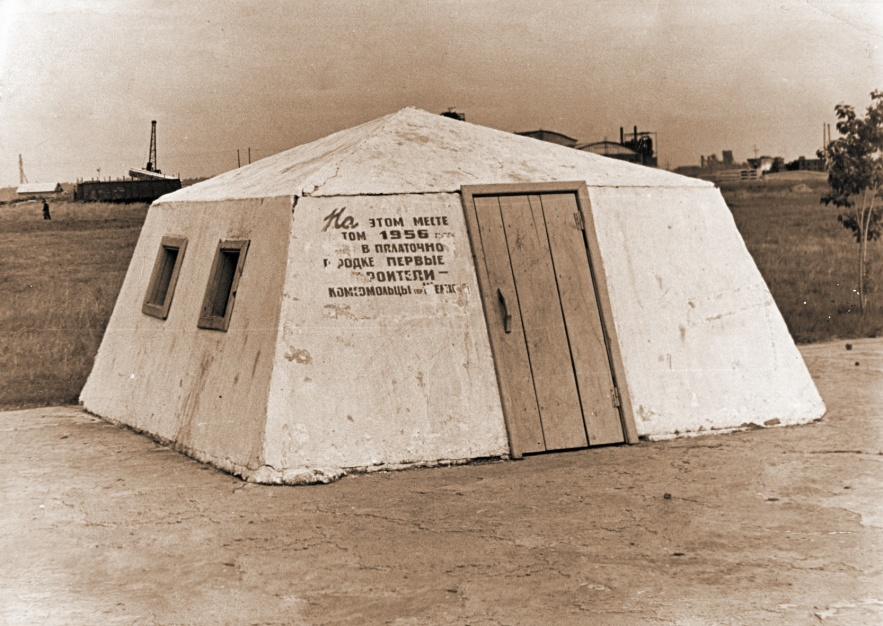 На ЭТОМ МЕСТЕ
ТОМ 1956
В ПАЛАТОЧНО
РОДКЕ ПЕРВЫЕ
РОИТЕЛИ –
КОМСОМОЛЬЦЫ